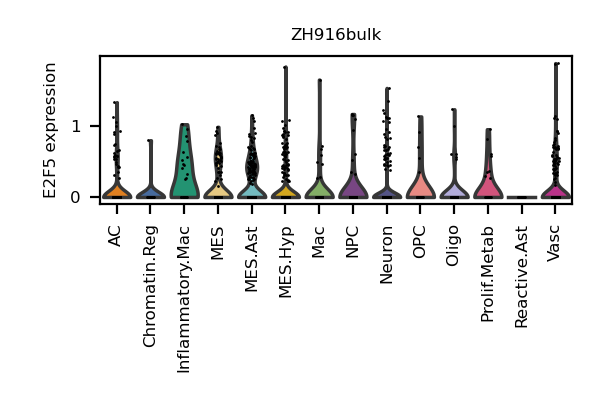 ZH916bulk
E2F5 expression
1
0
AC
Chromatin.Reg
Inflammatory.Mac
MES
MES.Ast
MES.Hyp
Mac
NPC
Neuron
OPC
Oligo
Prolif.Metab
Reactive.Ast
Vasc